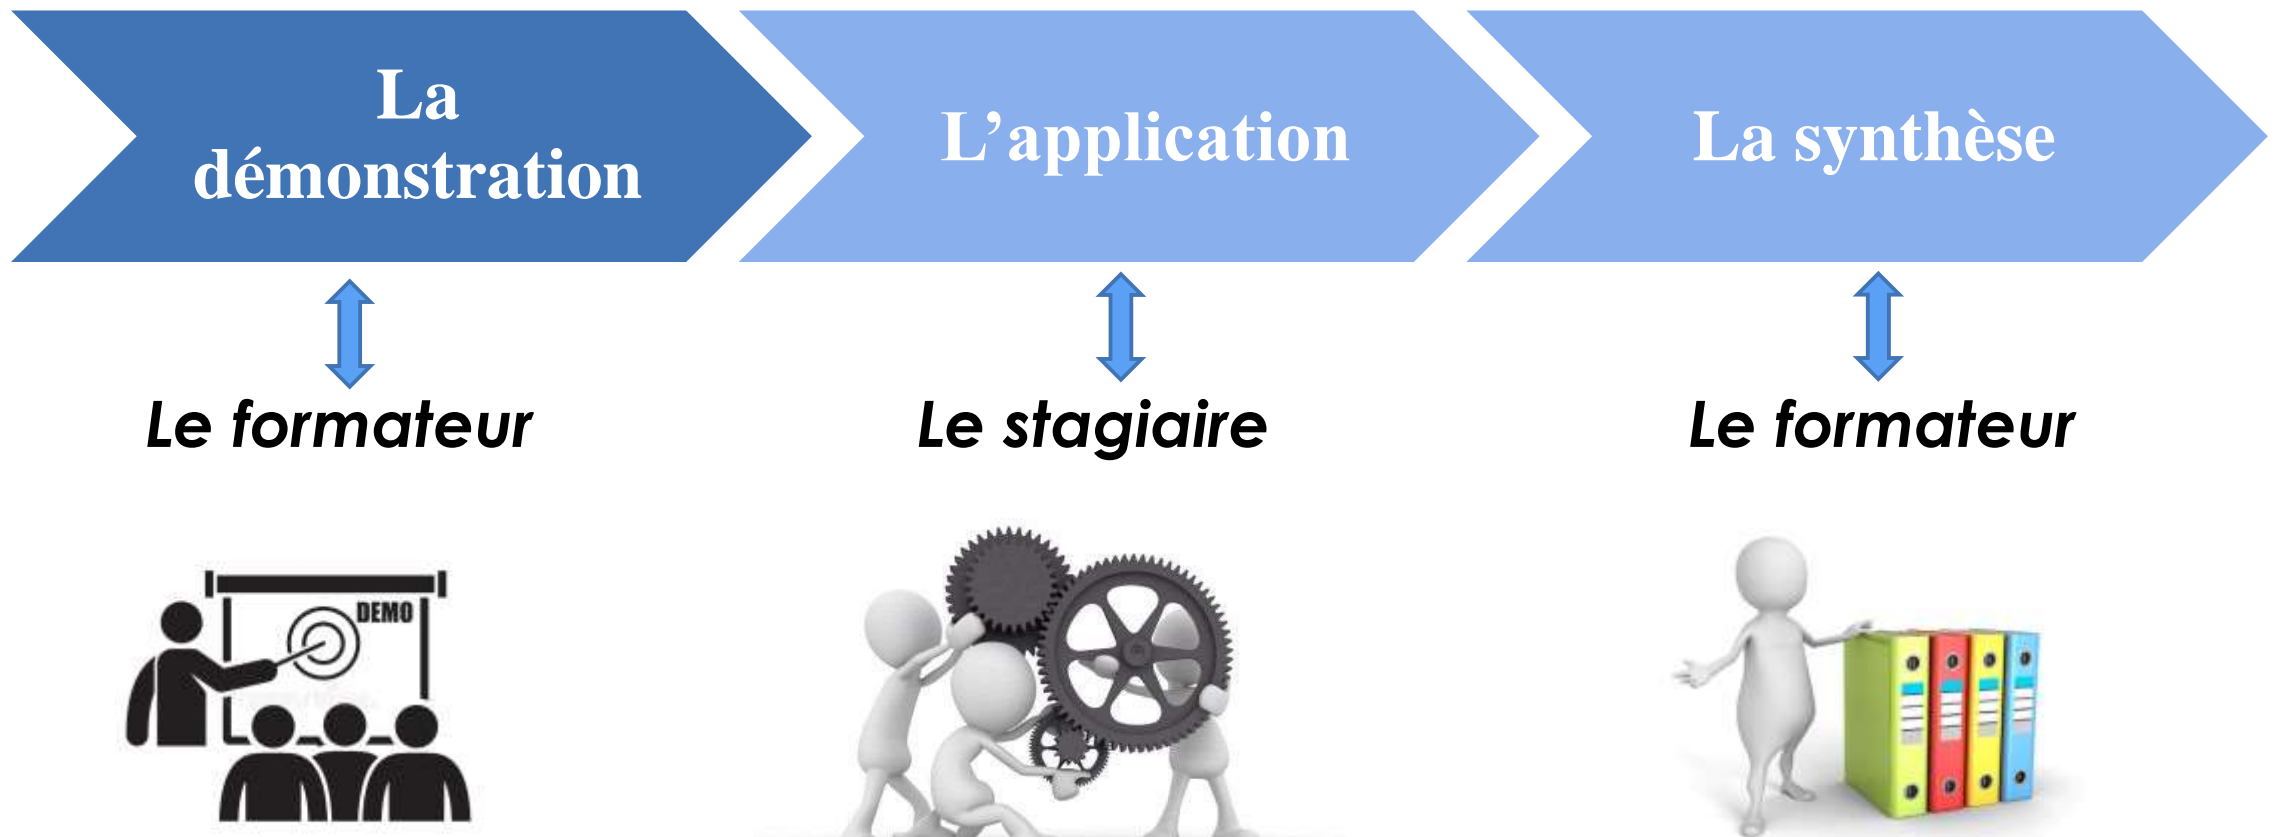 La
démonstration
L’application
La synthèse
Le formateur
Le stagiaire
Le formateur
DEMO